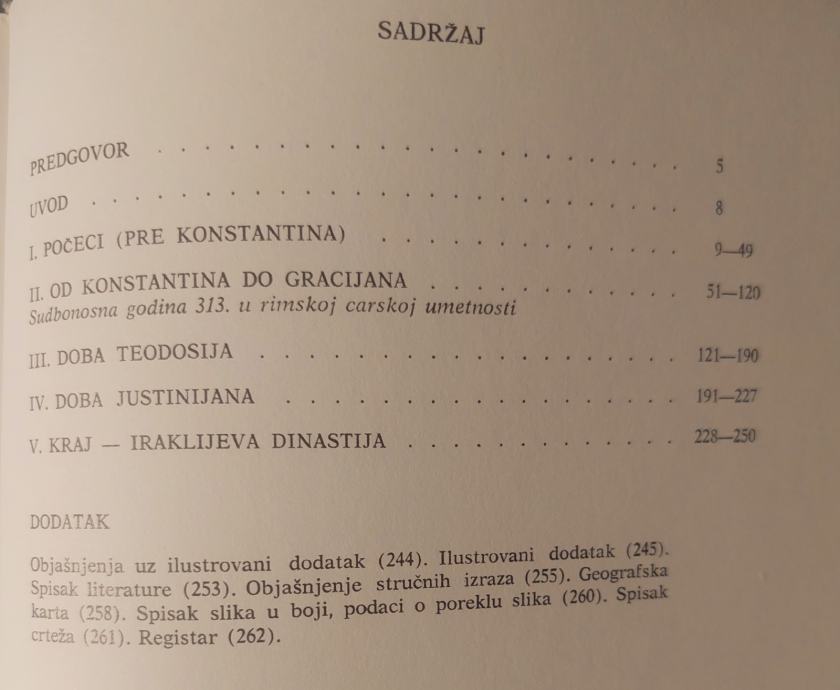 SADRŽAJ
PREDGOVOR . . . . . . . . . . . . . . . . . . . . . . . 5
UVOD . . . . . . . . . . . . . . . . . . . . . . . . . . 8
I. POČECI (PRE KONSTANTINA) . . . . . . . . . . . . . 9—49
II. OD KONSTANTINA DO GRACIJANA . . . . . . . . . . . 51—120
Sudbonosna godina 313. u rimskoj carskoj umetnosti
III. DOBA TEODOSIJA . . . . . . . . . . . . . . . . . . 121—190
IV. DOBA JUSTINIJANA . . . . . . . . . . . . . . . . . 191—227
V. KRAJ — IRAKLIJEVA DINASTIJA . . . . . . . . . . . . 228—250
DODATAK
Objašnjenja uz ilustrovani dodatak (244). Ilustrovani dodatak (245).
Spisak literature (253). Objašnjenje stručnih izraza (255). Geografska
karta (258). Spisak slika u boji, podaci o poreklu slika (260). Spisak
crteža (261). Registar (262).